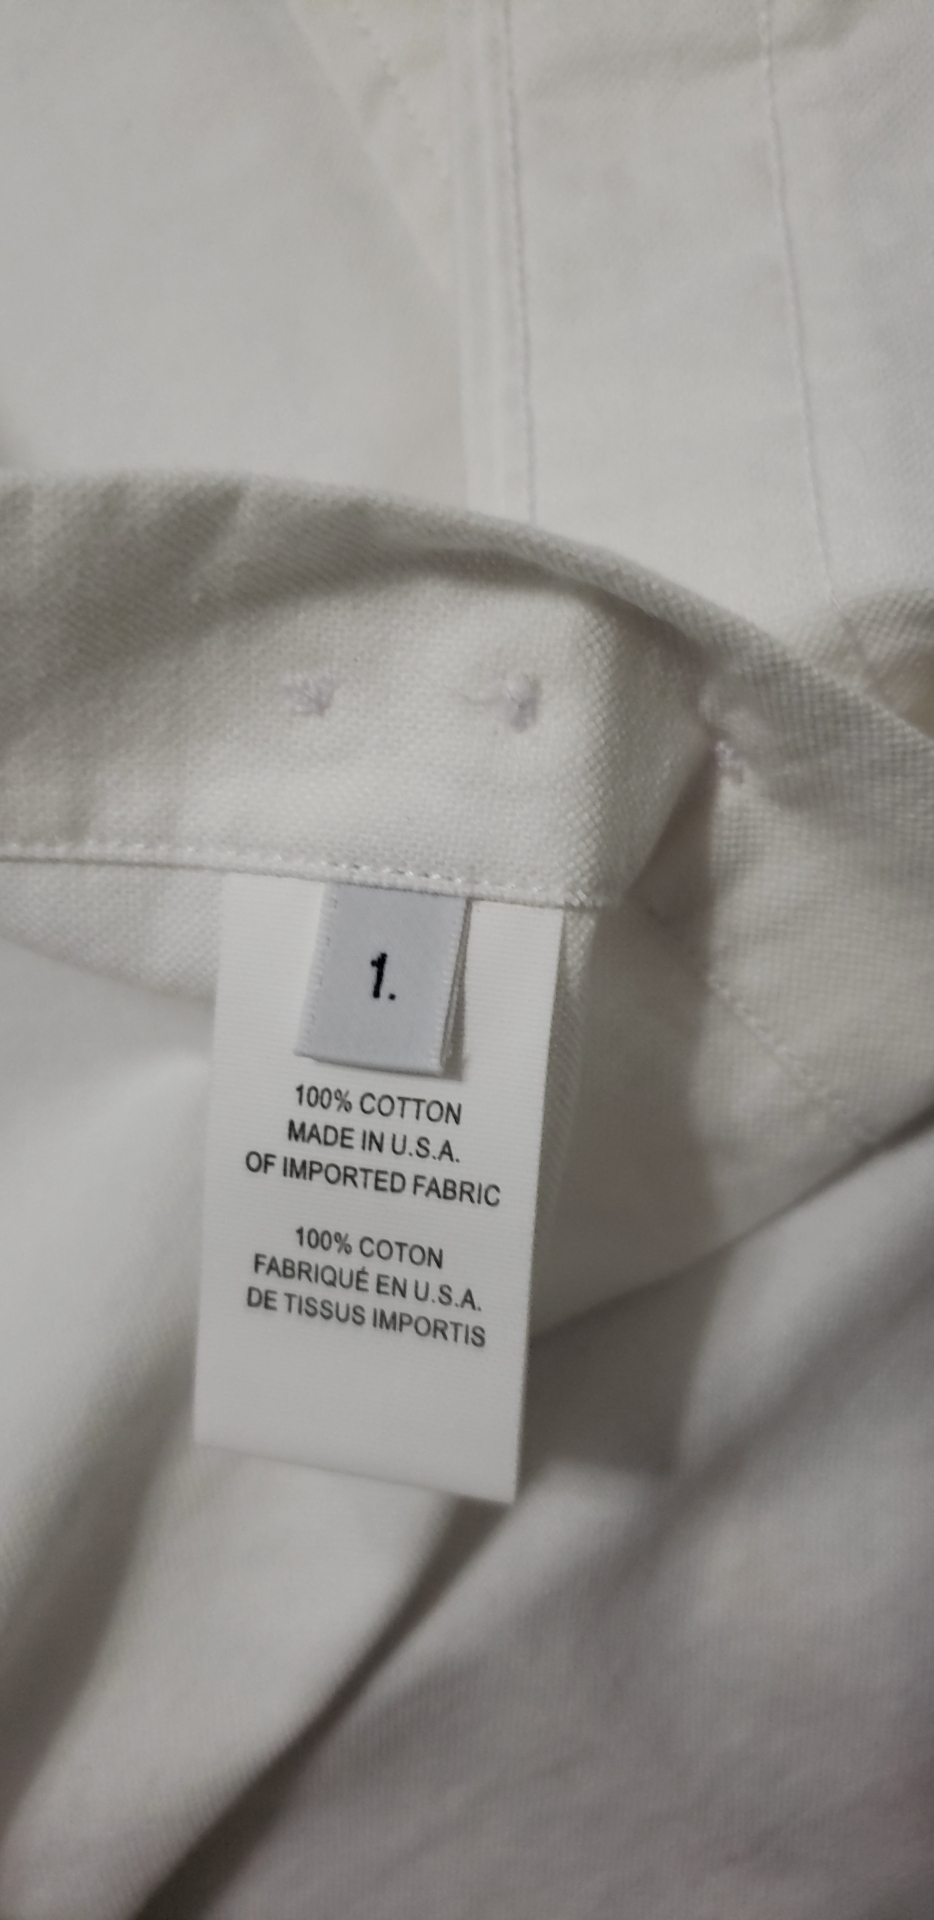 1.
100% COTTON
MADE IN U.S.A.
OF IMPORTED FABRIC
100% COTON
FABRIQUÉ EN U.S.A.
DE TISSUS IMPORTIS